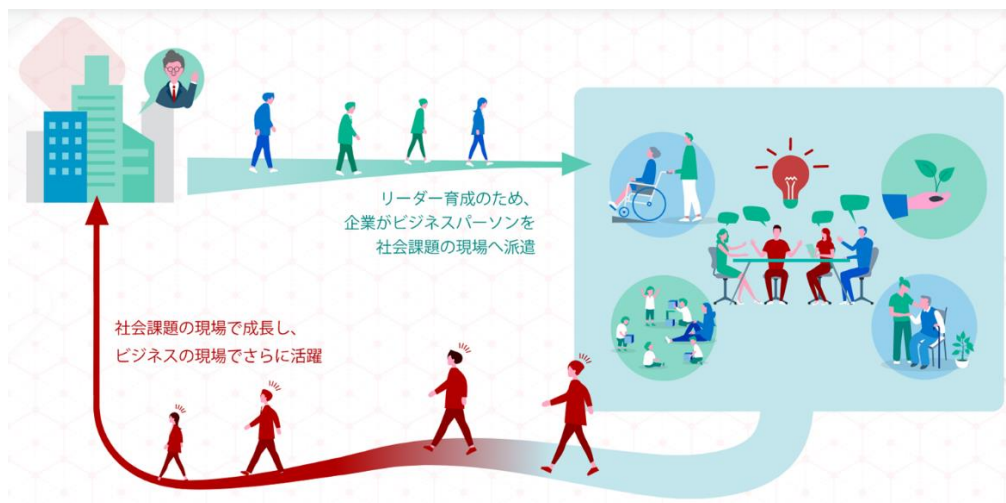 リーダー育成のため、
企業がビジネスパーソンを
社会課題の現場へ派遣
社会課題の現場で成長し、
ビジネスの現場でさらに活躍